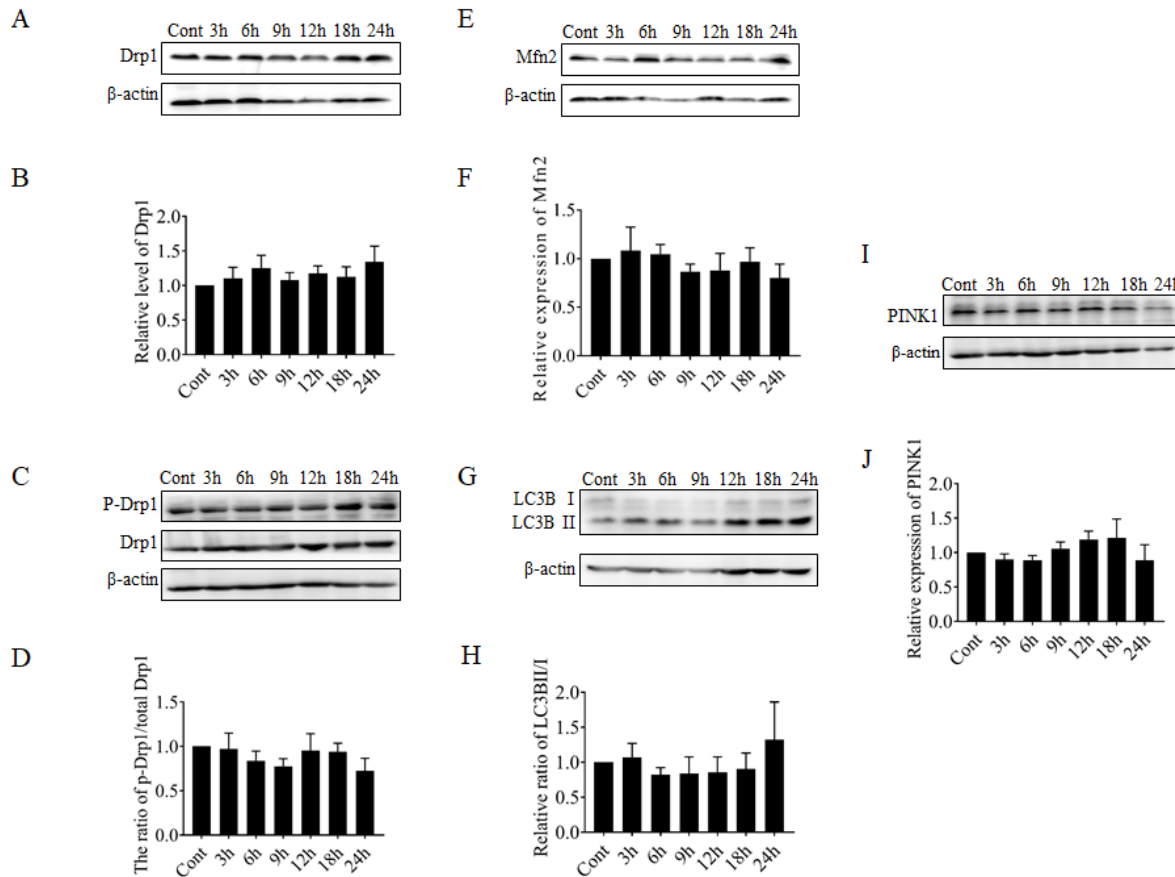 A
Cont 3h 6h 9h 12h 18h 24h
Drp1
β-actin
B
Relative level of Drp1
2.0
1.5
1.0
0.5
0.0
Cont 3h 6h 9h 12h 18h 24h
C
Cont 3h 6h 9h 12h 18h 24h
P-Drp1
Drp1
β-actin
D
The ratio of p-Drp1/total Drp1
1.5
1.0
0.5
0.0
Cont 3h 6h 9h 12h 18h 24h
E
Cont 3h 6h 9h 12h 18h 24h
Mfn2
β-actin
F
Relative expression of Mfn2
1.5
1.0
0.5
0.0
Cont 3h 6h 9h 12h 18h 24h
G
Cont 3h 6h 9h 12h 18h 24h
LC3B I
LC3B II
β-actin
H
Relative ratio of LC3BII/I
2.0
1.5
1.0
0.5
0.0
Cont 3h 6h 9h 12h 18h 24h
I
Cont 3h 6h 9h 12h 18h 24h
PINK1
β-actin
J
Relative expression of PINK1
2.0
1.5
1.0
0.5
0.0
Cont 3h 6h 9h 12h 18h 24h